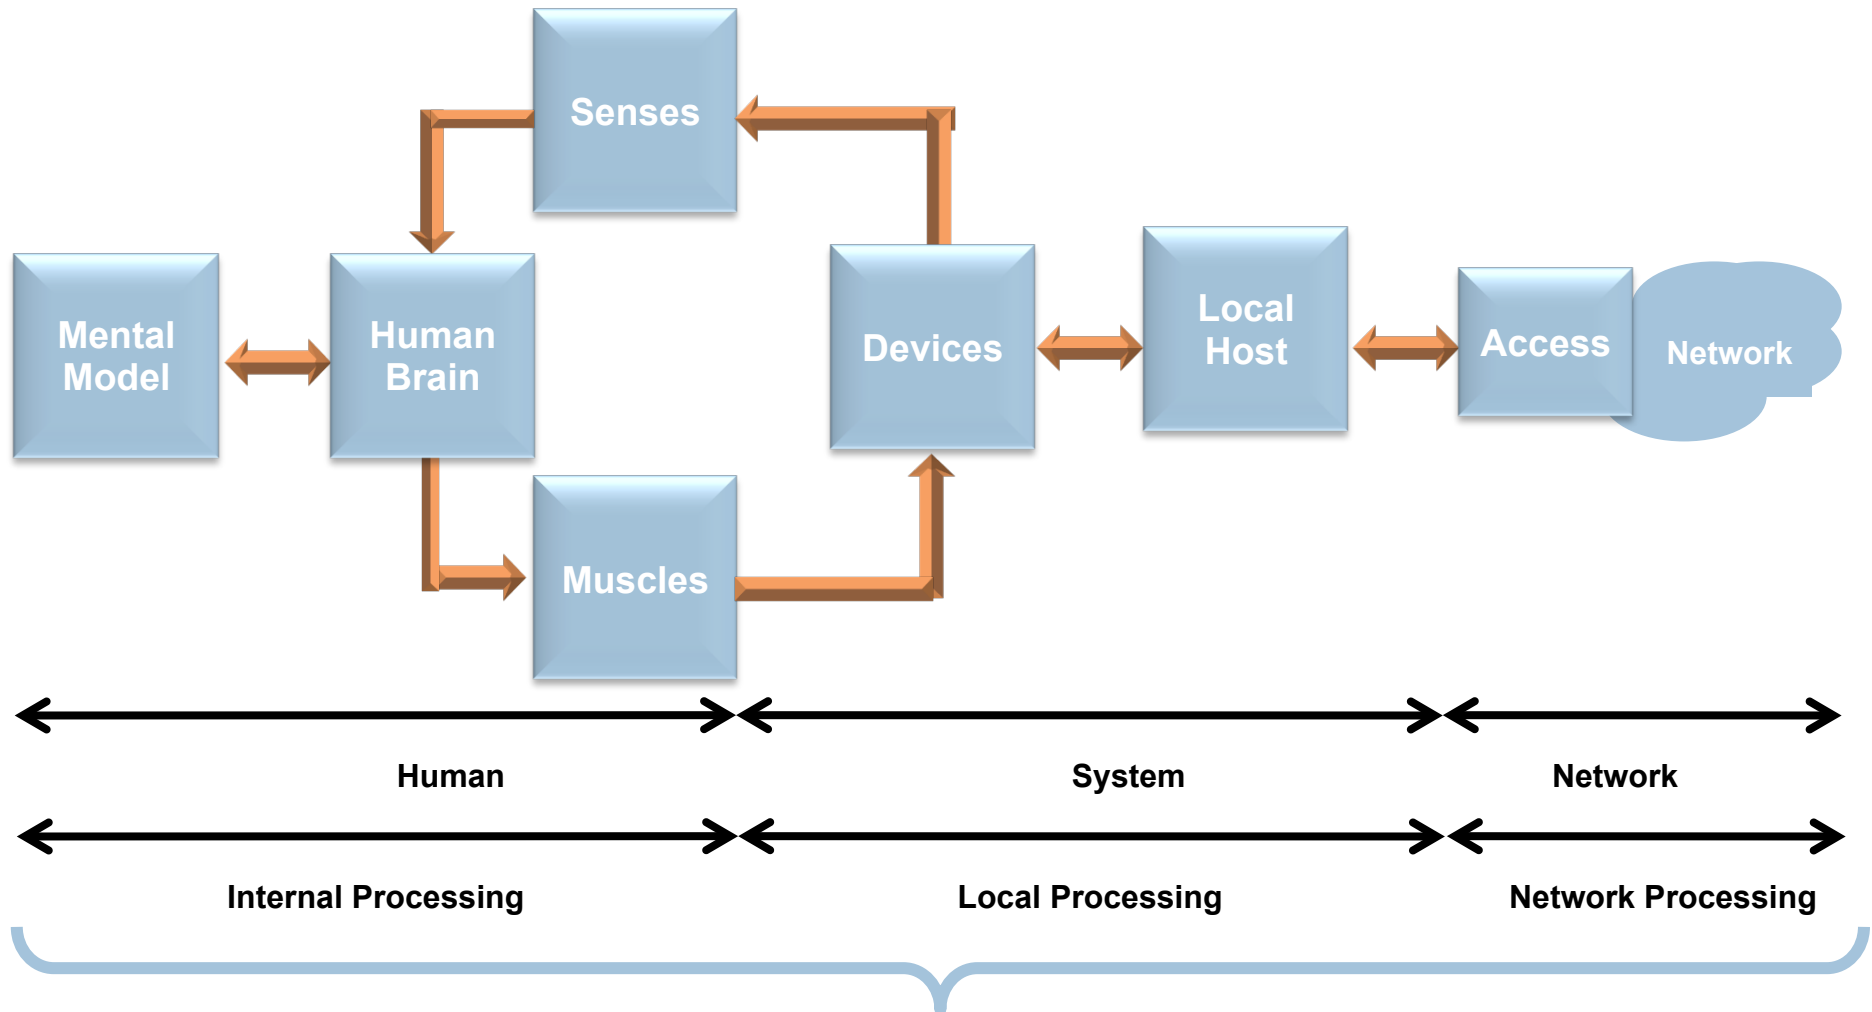 Senses
Mental
Model
Human
Brain
Devices
Local
Host
Access
Network
Muscles
Human
System
Network
Internal Processing
Local Processing
Network Processing